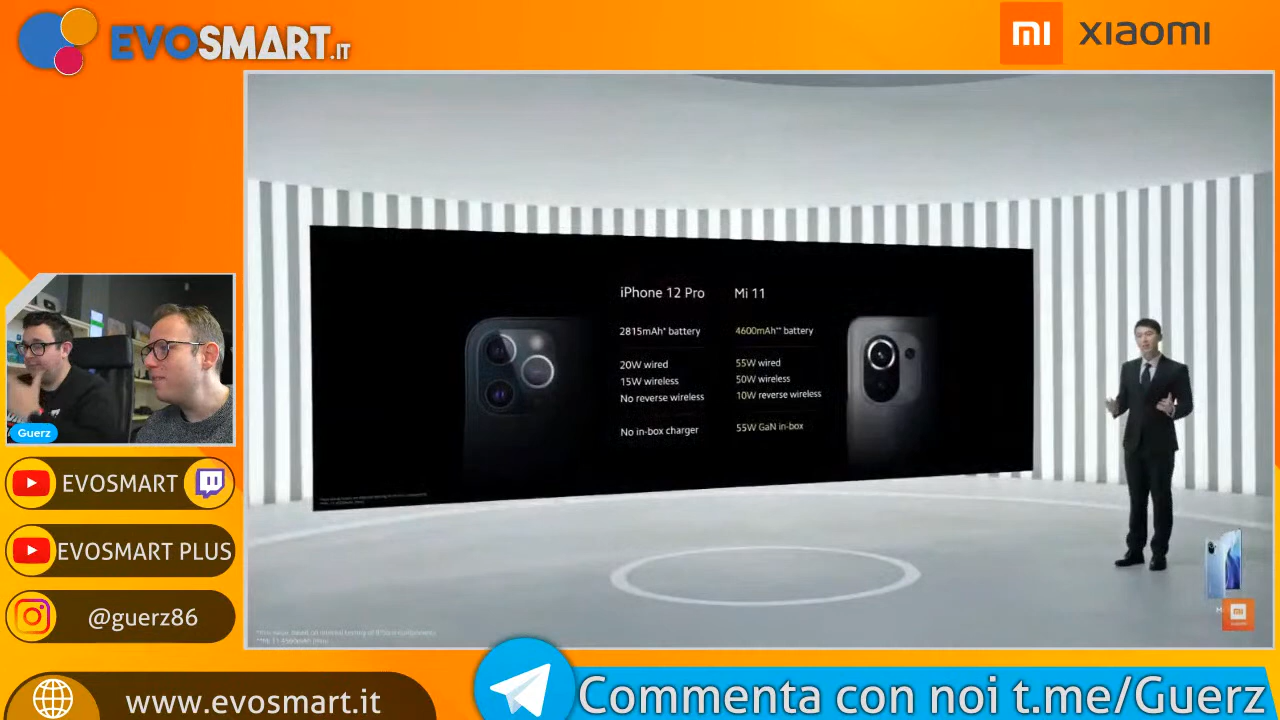 EVOSMART.IT
mi xiaomi
iPhone 12 Pro
Mi 11
2815mAh* battery
4600mAh** battery
20W wired
55W wired
15W wireless
50W wireless
No reverse wireless
10W reverse wireless
No in-box charger
55W GaN in-box
Guerz
EVOSMART
EVOSMART PLUS
@guerz86
mi
www.evosmart.it
Commenta con noi t.me/Guerz